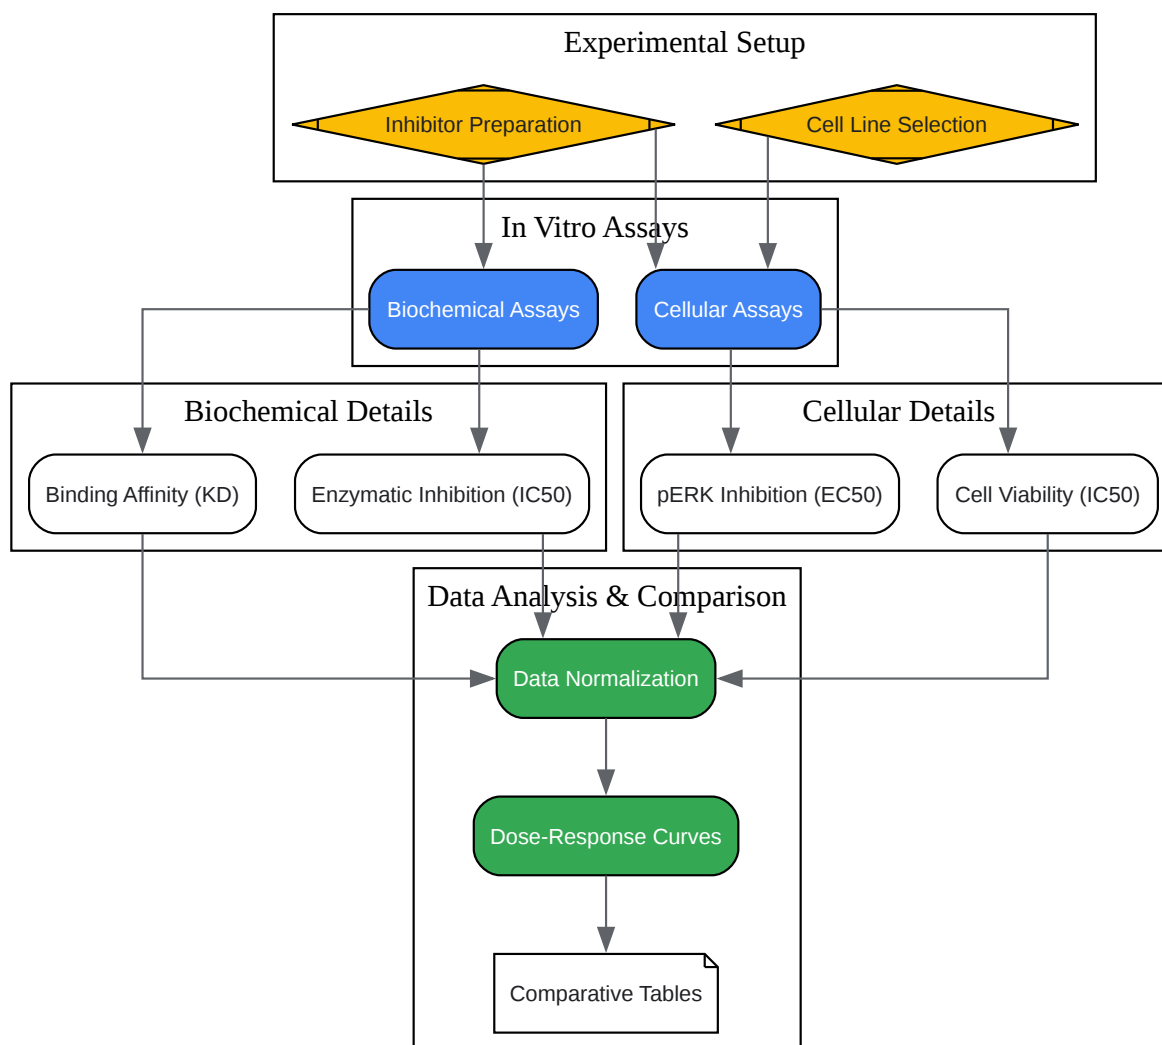 Experimental Setup
Inhibitor Preparation
Cell Line Selection
In Vitro Assays
Biochemical Assays
Cellular Assays
Biochemical Details
Cellular Details
Binding Affinity (KD)
Enzymatic Inhibition (IC50)
pERK Inhibition (EC50)
Cell Viability (IC50)
Data Analysis & Comparison
Data Normalization
Dose-Response Curves
Comparative Tables